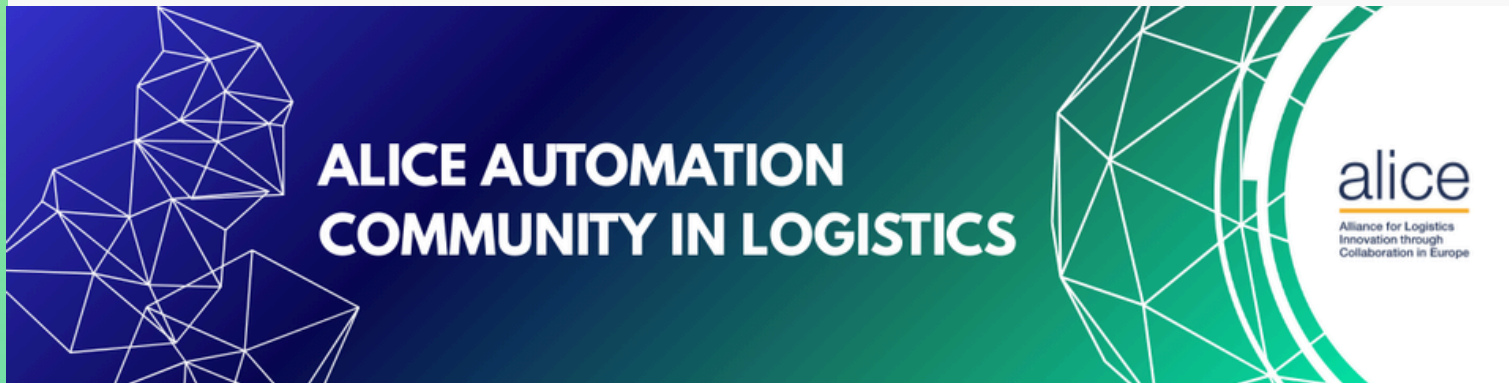 ALICE AUTOMATION
COMMUNITY IN LOGISTICS
alice
Alliance for Logistics
Innovation through
Collaboration in Europe